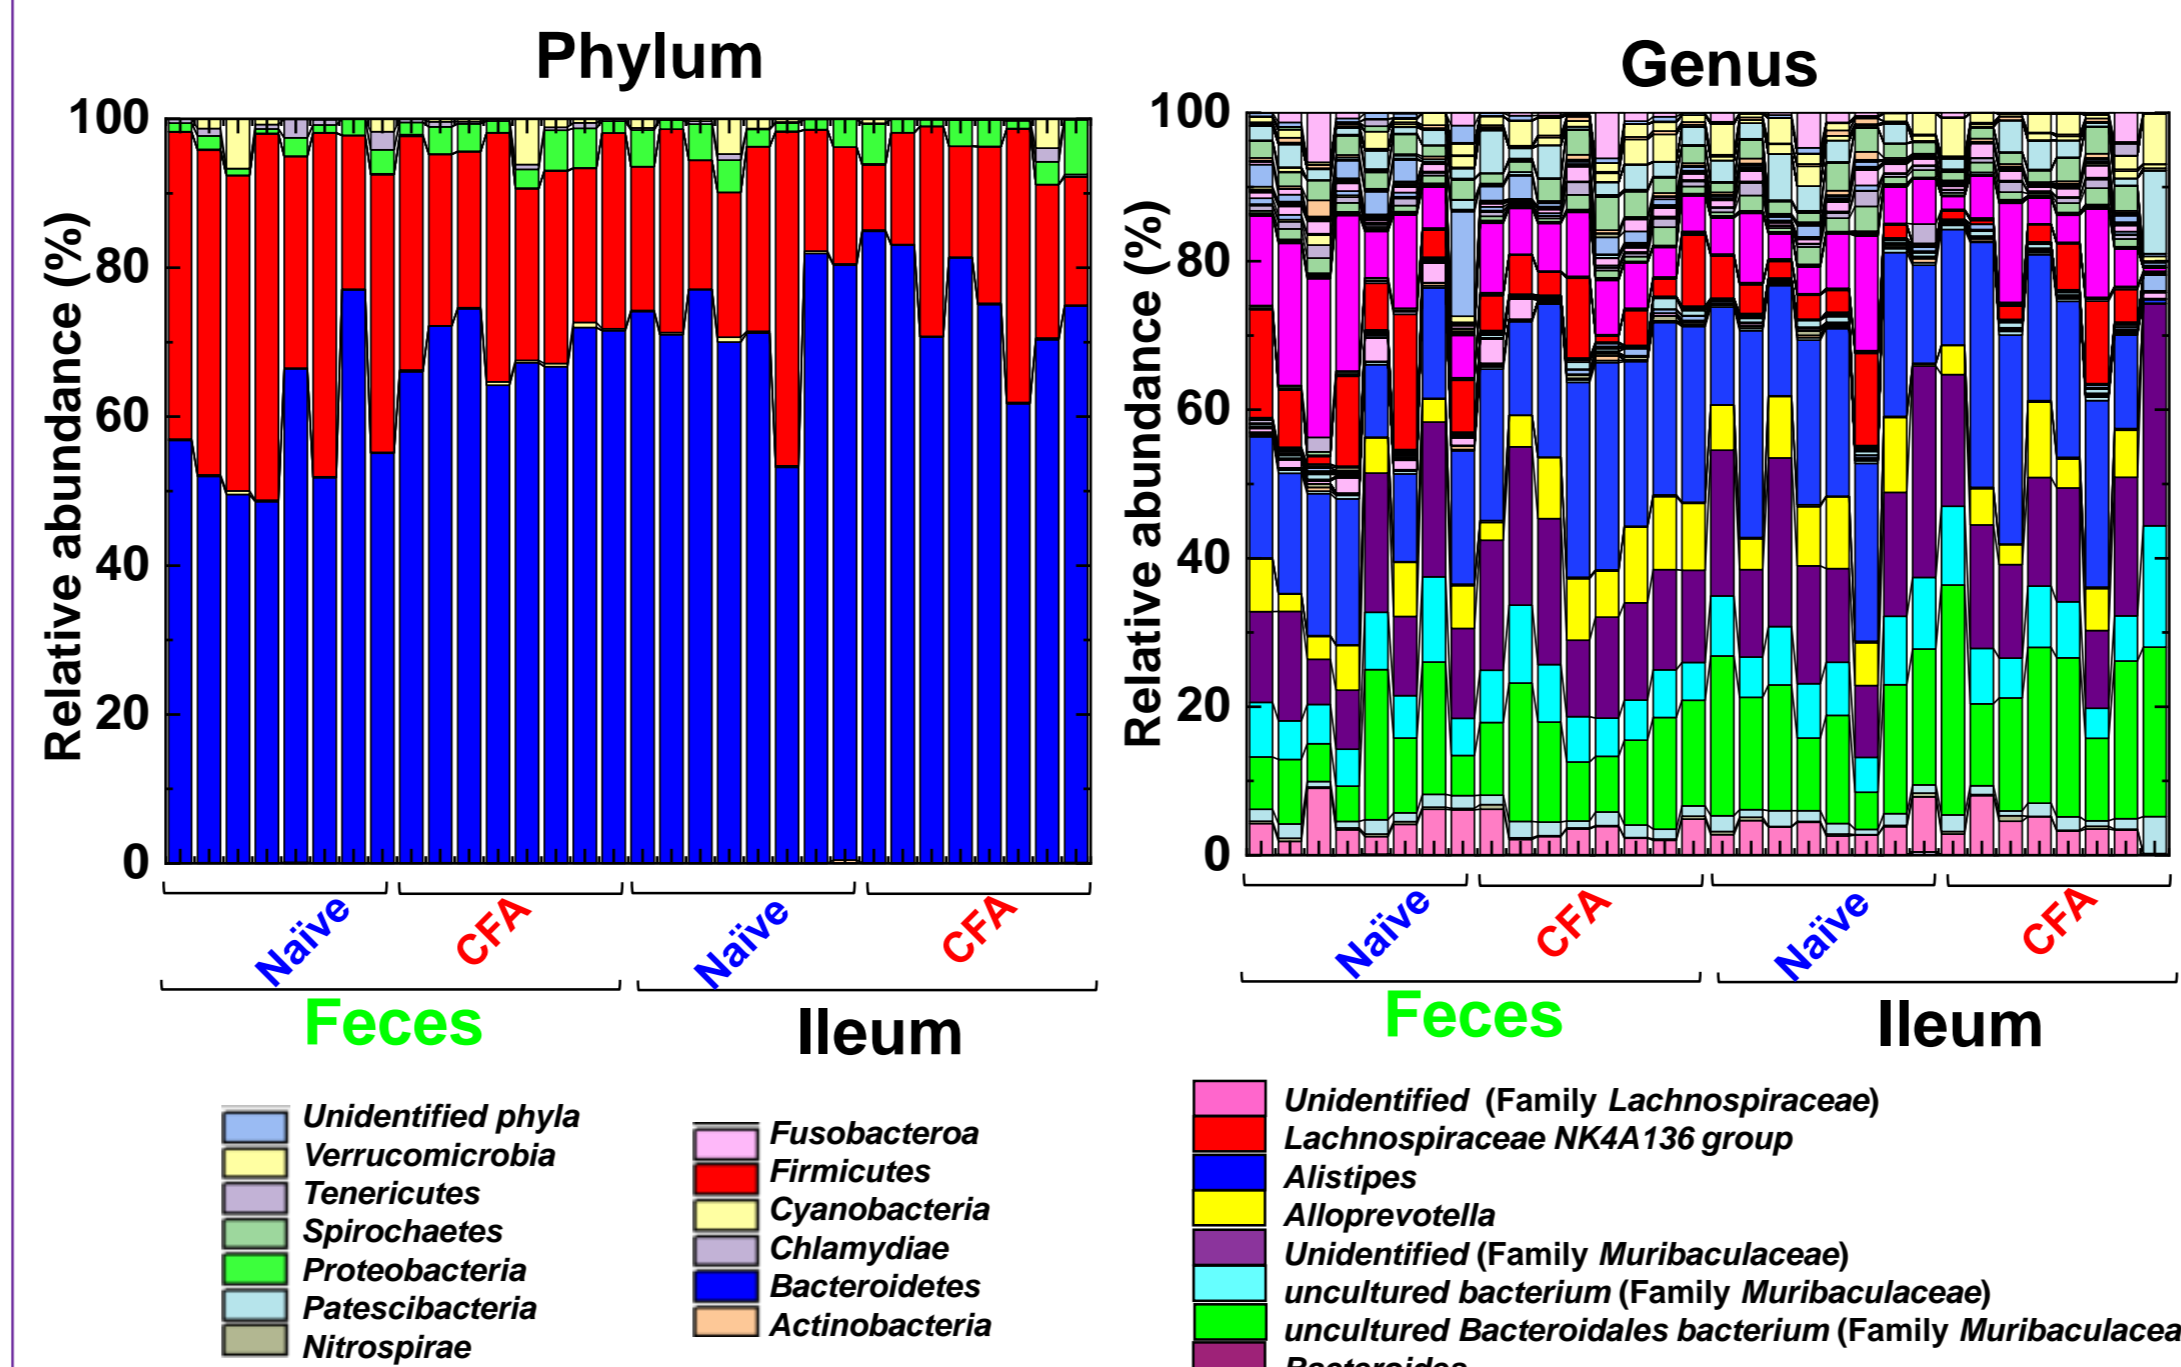 Phylum
Relative abundance (%)
100
80
60
40
20
0
Naïve
CFA
Naïve
CFA
Feces
Ileum
Unidentified phyla
Verrucomicrobia
Tenericutes
Spirochaetes
Proteobacteria
Patescibacteria
Nitrospirae
Fusobacteroa
Firmicutes
Cyanobacteria
Chlamydiae
Bacteroidetes
Actinobacteria
Genus
Relative abundance (%)
100
80
60
40
20
0
Naïve
CFA
Naïve
CFA
Feces
Ileum
Unidentified (Family Lachnospiraceae)
Lachnospiraceae NK4A136 group
Alistipes
Alloprevotella
Unidentified (Family Muribaculaceae)
uncultured bacterium (Family Muribaculaceae)
uncultured Bacteroidales bacterium (Family Muribaculacea
Bacteroides